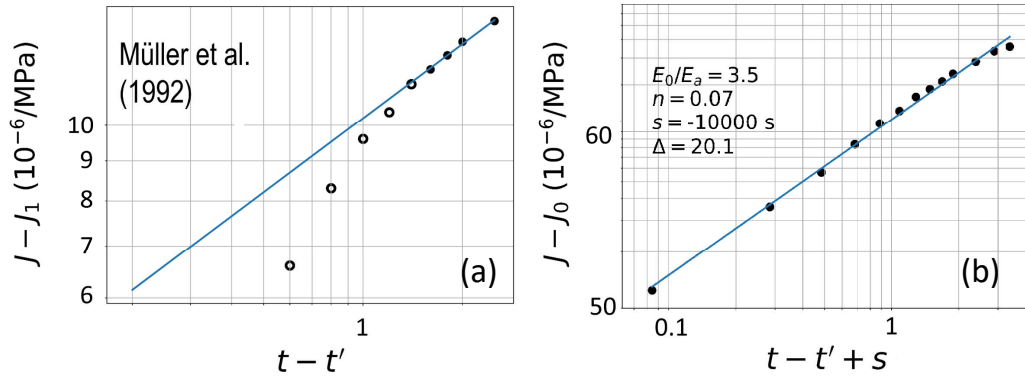 Müller et al.
(1992)
10
9
8
7
6
J − J₁ (10⁻⁶/MPa)
1
t − t′
(a)
E₀/Eₐ = 3.5
n = 0.07
s = -10000 s
Δ = 20.1
60
50
J − J₀ (10⁻⁶/MPa)
0.1 1
t − t′ + s
(b)